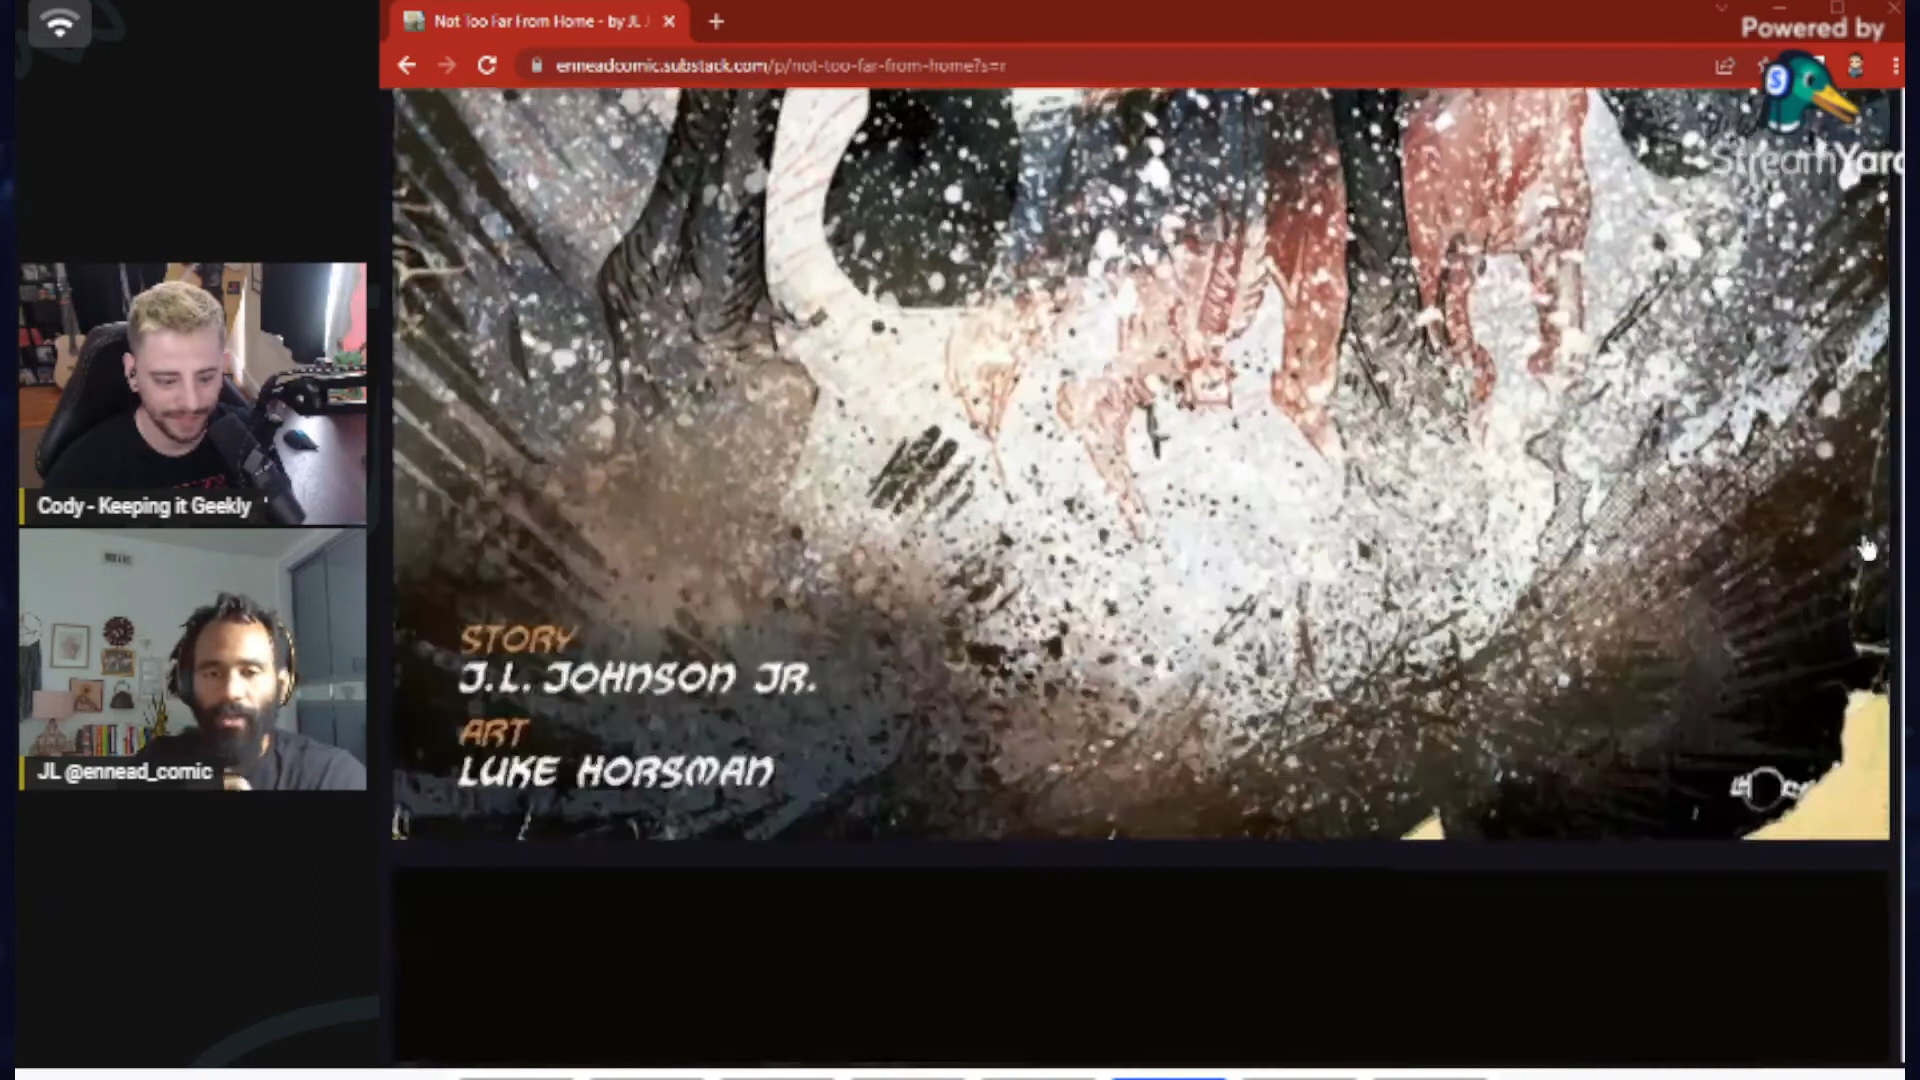 Not Too Far From Home - by JL J
Powered by
enneadcomic.substack.com/p/not-too-far-from-home?s=r
S
StreamYard
Cody - Keeping it Geekly
STORY
J.L. JOHNSON JR.
ART
LUKE HORSMAN
JL @ennead_comic